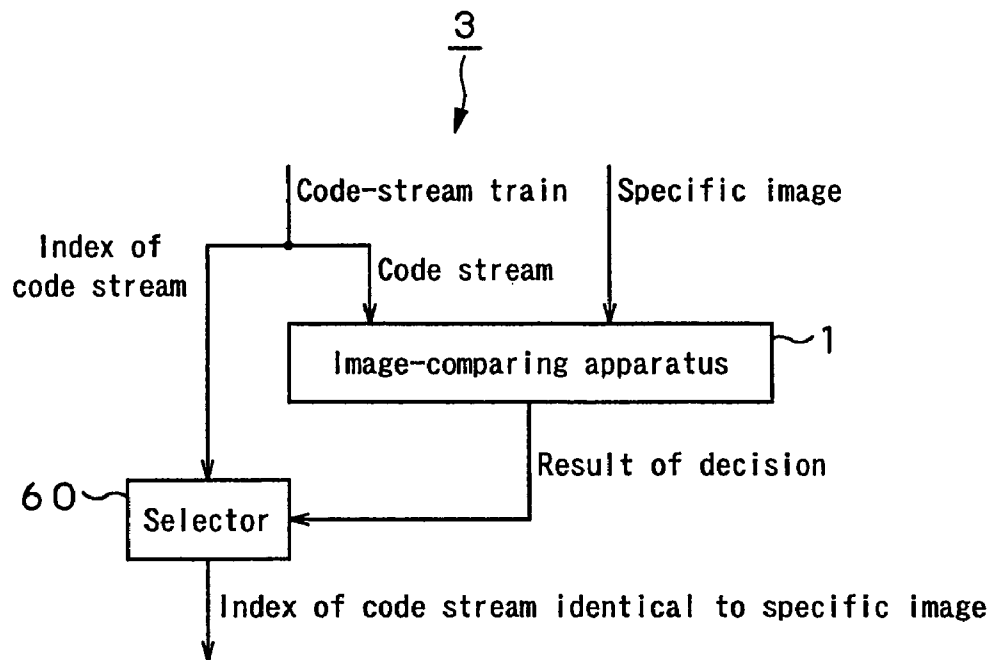 3
Code-stream train
Specific image
Index of
code stream
Code stream
Image-comparing apparatus
1
Result of decision
60
Selector
Index of code stream identical to specific image